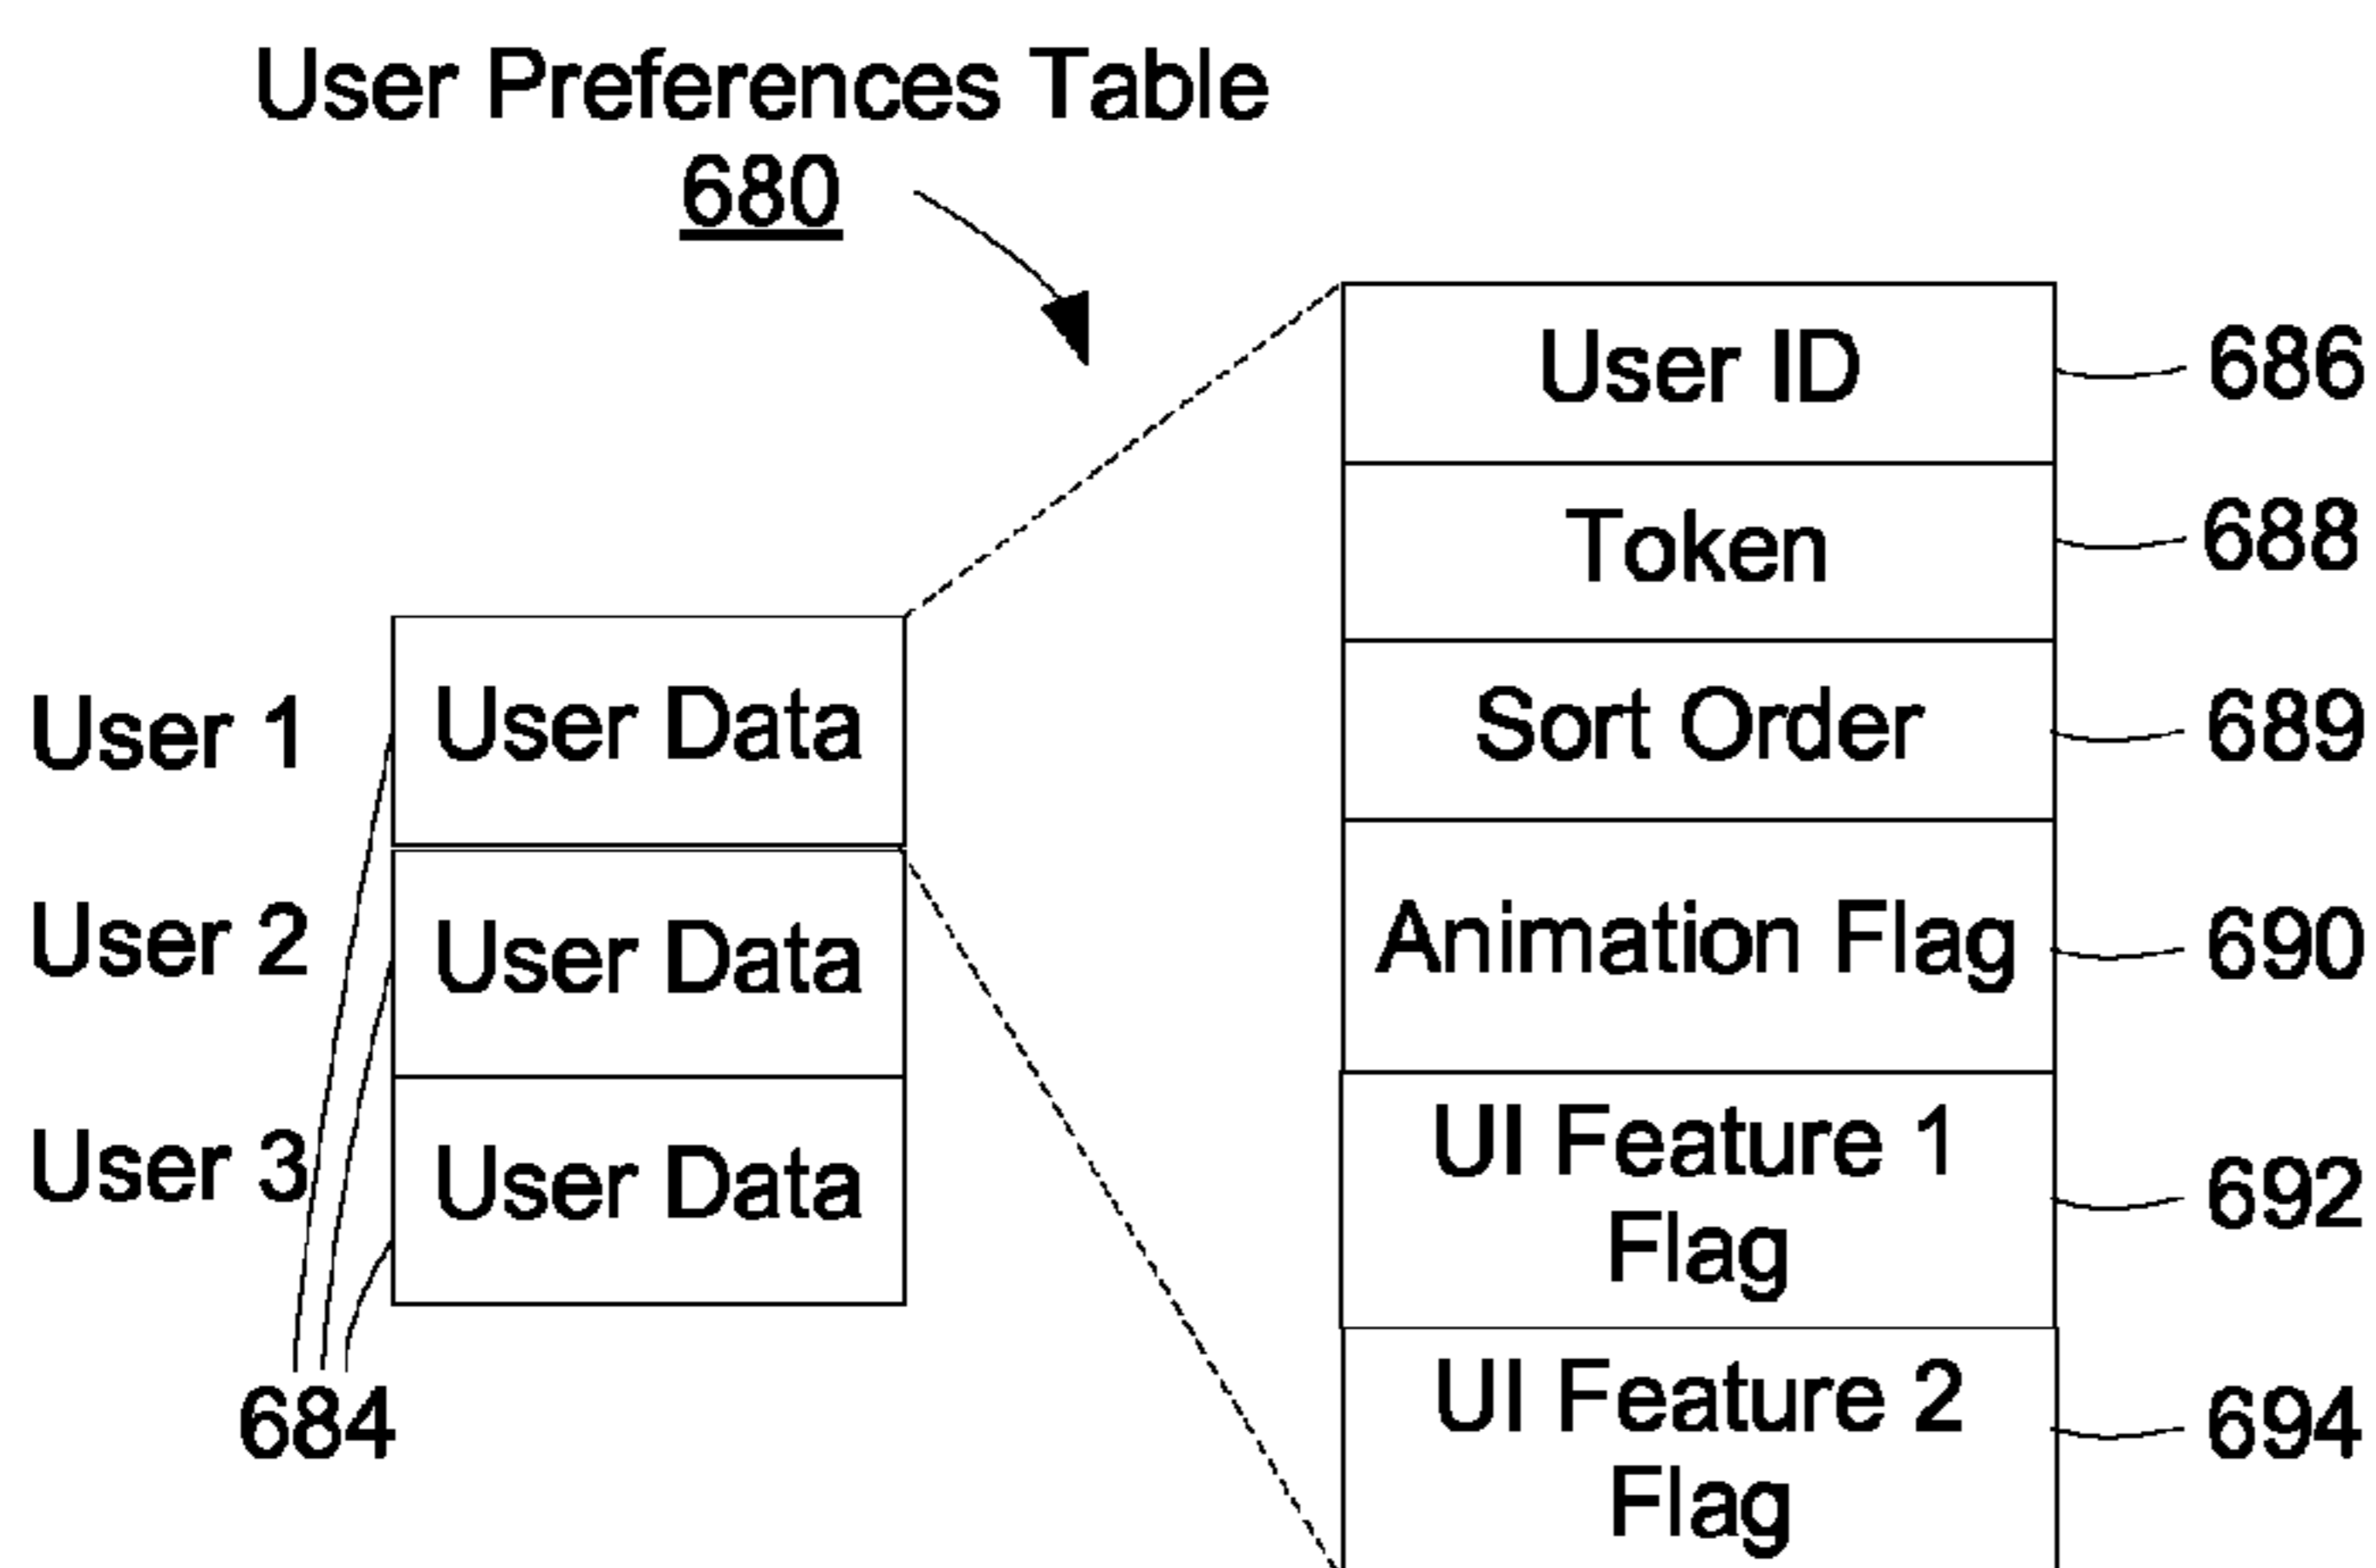 User Preferences Table
680
User ID
686
Token
688
Sort Order
689
Animation Flag
690
UI Feature 1
Flag
692
UI Feature 2
Flag
694
User 1
User Data
User 2
User Data
User 3
User Data
684